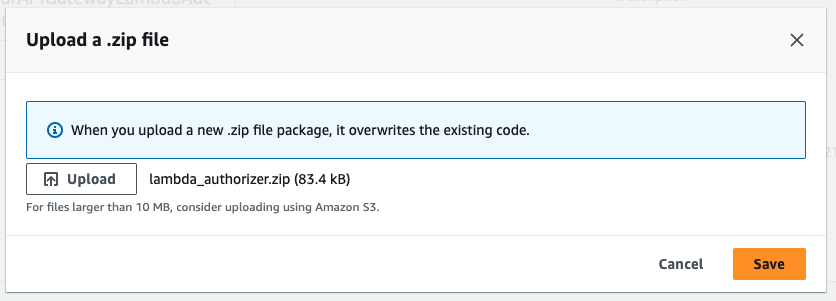 Upload a .zip file
When you upload a new .zip file package, it overwrites the existing code.
Upload lambda_authorizer.zip (83.4 kB)
For files larger than 10 MB, consider uploading using Amazon S3.
Cancel Save